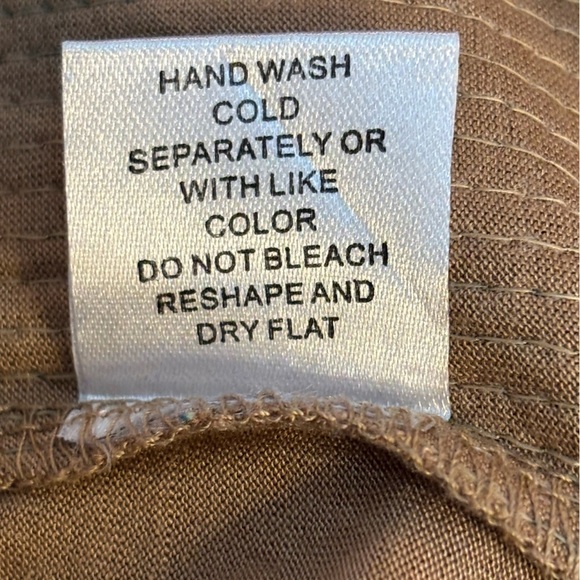 HAND WASH
COLD
SEPARATELY OR
WITH LIKE
COLOR
DO NOT BLEACH
RESHAPE AND
DRY FLAT